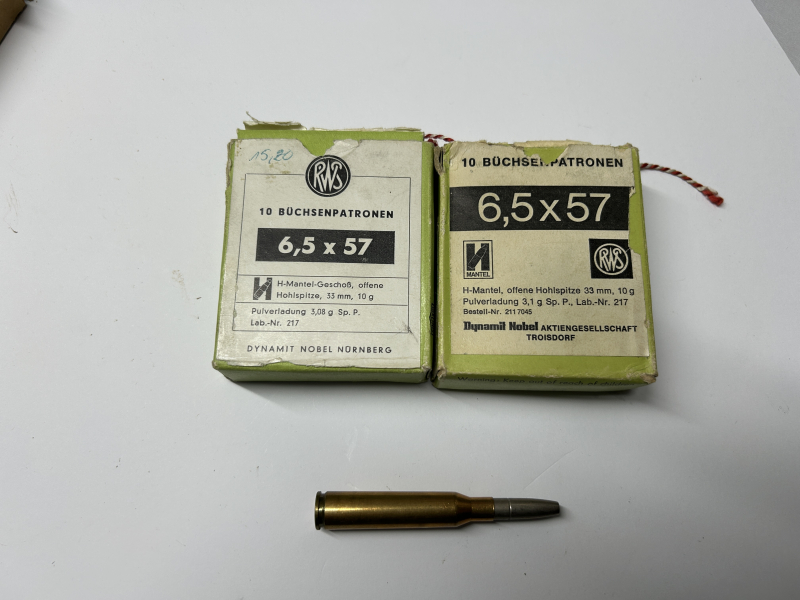 15,20
RWS
10 BÜCHSENPATRONEN
6,5 x 57
H-Mantel-Geschoß, offene
Hohlspitze, 33 mm, 10 g
Pulverladung 3,08 g Sp. P.
Lab.-Nr. 217
DYNAMIT NOBEL NÜRNBERG
10 BÜCHSENPATRONEN
6,5x57
H
MANTEL
RWS
H-Mantel, offene Hohlspitze 33 mm, 10 g
Pulverladung 3,1 g Sp. P., Lab.-Nr. 217
Bestell-Nr. 211 7045
Dynamit Nobel AKTIENGESELLSCHAFT
TROISDORF